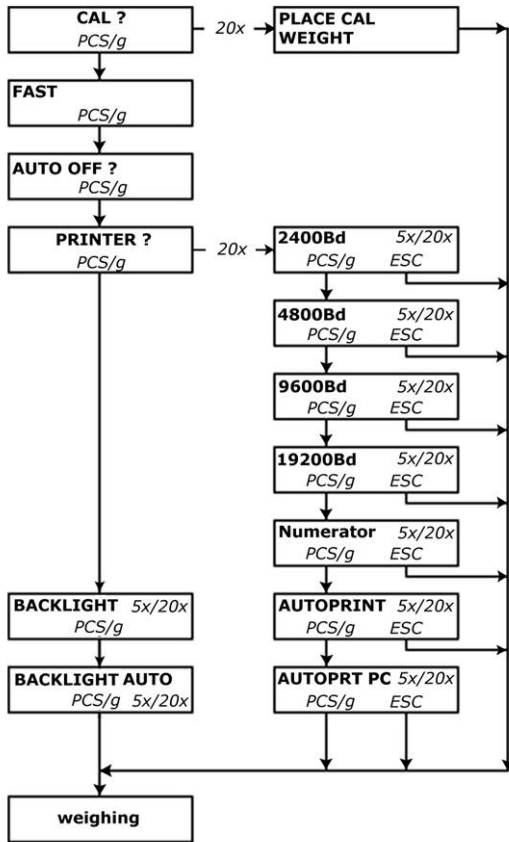 CAL ?
PCS/g
20x
PLACE CAL
WEIGHT
FAST
PCS/g
AUTO OFF ?
PCS/g
PRINTER ?
PCS/g
20x
2400Bd 5x/20x
PCS/g ESC
4800Bd 5x/20x
PCS/g ESC
9600Bd 5x/20x
PCS/g ESC
19200Bd 5x/20x
PCS/g ESC
Numerator 5x/20x
PCS/g ESC
BACKLIGHT 5x/20x
PCS/g
AUTOPRINT 5x/20x
PCS/g ESC
BACKLIGHT AUTO
PCS/g 5x/20x
AUTOPRT PC 5x/20x
PCS/g ESC
weighing